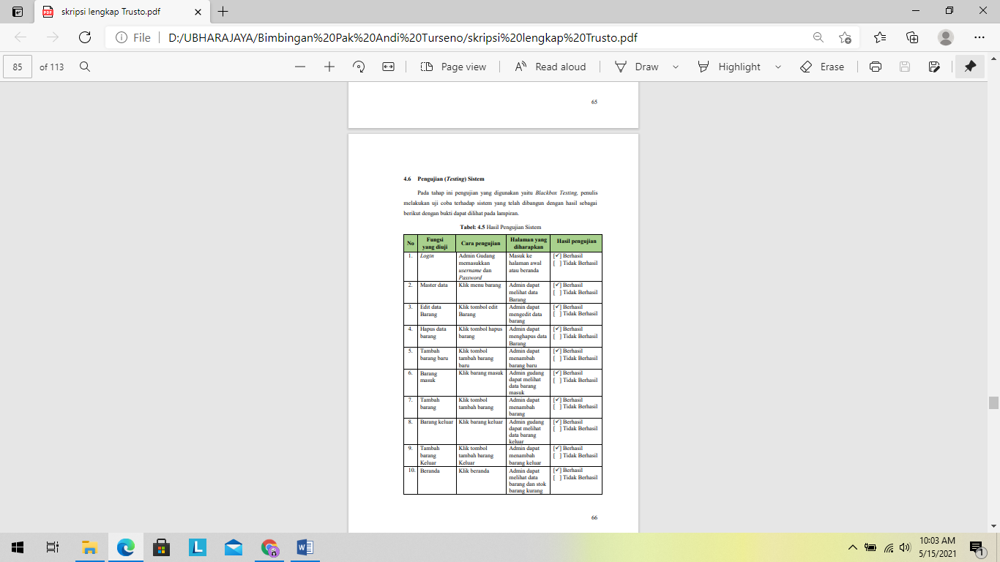 skripsi lengkap Trusto.pdf
File D:/UBHARAJAYA/Bimbingan%20Pak%20Andi%20Turseno/skripsi%20lengkap%20Trusto.pdf
85 of 113 Page view Read aloud Draw Highlight Erase
65
4.6 Pengujian (Testing) Sistem
Pada tahap ini pengujian yang digunakan yaitu Blackbox Testing, penulis
melakukan uji coba terhadap sistem yang telah dibangun dengan hasil sebagai
berikut dengan bukti dapat dilihat pada lampiran.
Tabel: 4.5 Hasil Pengujian Sistem
No
Fungsi
yang diuji
Cara pengujian
Halaman yang
diharapkan
Hasil pengujian
1.
Login
Admin Gudang
memasukkan
username dan
Password
Masuk ke
halaman awal
atau beranda
[✓] Berhasil
[ ] Tidak Berhasil
2.
Master data
Klik menu barang
Admin dapat
melihat data
Barang
[✓] Berhasil
[ ] Tidak Berhasil
3.
Edit data
Barang
Klik tombol edit
Barang
Admin dapat
mengedit data
barang
[✓] Berhasil
[ ] Tidak Berhasil
4.
Hapus data
barang
Klik tombol hapus
barang
Admin dapat
menghapus data
Barang
[✓] Berhasil
[ ] Tidak Berhasil
5.
Tambah
barang baru
Klik tombol
tambah barang
baru
Admin dapat
menambah
barang baru
[✓] Berhasil
[ ] Tidak Berhasil
6.
Barang
masuk
Klik barang masuk
Admin gudang
dapat melihat
data barang
masuk
[✓] Berhasil
[ ] Tidak Berhasil
7.
Tambah
barang
Klik tombol
tambah barang
Admin dapat
menambah
barang
[✓] Berhasil
[ ] Tidak Berhasil
8.
Barang keluar
Klik barang keluar
Admin gudang
dapat melihat
data barang
keluar
[✓] Berhasil
[ ] Tidak Berhasil
9.
Tambah
barang
Keluar
Klik tombol
tambah barang
Keluar
Admin dapat
menambah
barang keluar
[✓] Berhasil
[ ] Tidak Berhasil
10.
Beranda
Klik beranda
Admin dapat
melihat data
barang dan stok
barang kurang
[✓] Berhasil
[ ] Tidak Berhasil
66
10:03 AM
5/15/2021
1